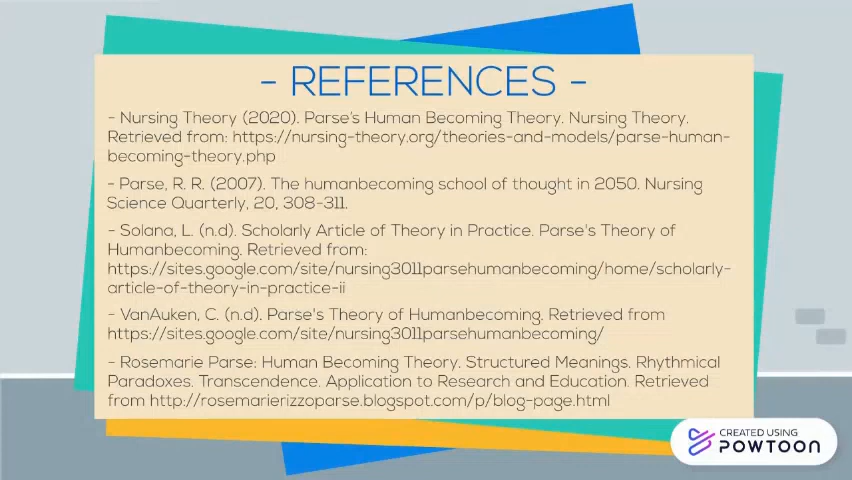 - REFERENCES -
- Nursing Theory (2020). Parse's Human Becoming Theory. Nursing Theory.
Retrieved from: https://nursing-theory.org/theories-and-models/parse-human-
becoming-theory.php
- Parse, R. R. (2007). The humanbecoming school of thought in 2050. Nursing
Science Quarterly, 20, 308-311.
- Solana, L. (n.d). Scholarly Article of Theory in Practice. Parse's Theory of
Humanbecoming. Retrieved from:
https://sites.google.com/site/nursing3011parsehumanbecoming/home/scholarly-
article-of-theory-in-practice-ii
- VanAuken, C. (n.d). Parse's Theory of Humanbecoming. Retrieved from
https://sites.google.com/site/nursing3011parsehumanbecoming/
- Rosemarie Parse: Human Becoming Theory. Structured Meanings. Rhythmical
Paradoxes. Transcendence. Application to Research and Education. Retrieved
from http://rosemarierizzoparse.blogspot.com/p/blog-page.html
CREATED USING
POWTOON